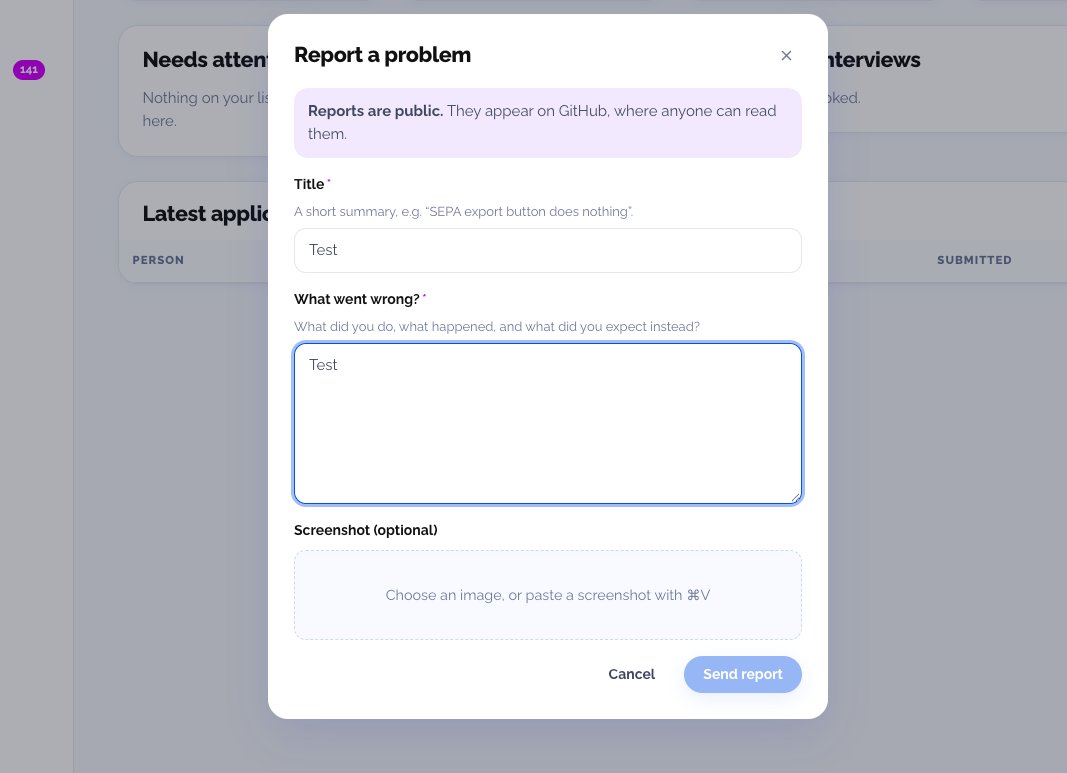 Report a problem
×
141
Needs atten
Nothing on your lis
here.
nterviews
oked.
Reports are public. They appear on GitHub, where anyone can read
them.
Title *
A short summary, e.g. “SEPA export button does nothing”.
Test
Latest applic
PERSON
SUBMITTED
What went wrong? *
What did you do, what happened, and what did you expect instead?
Test
Screenshot (optional)
Choose an image, or paste a screenshot with ⌘V
Cancel
Send report